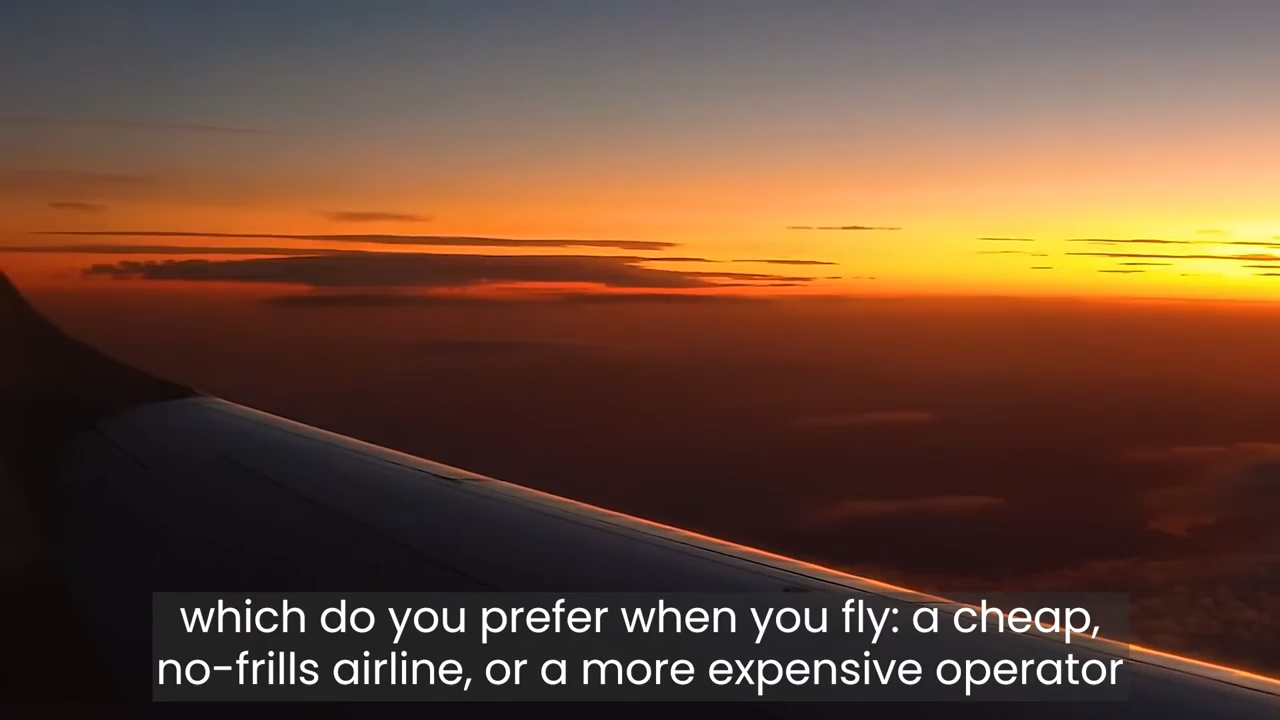 which do you prefer when you fly: a cheap,
no-frills airline, or a more expensive operator